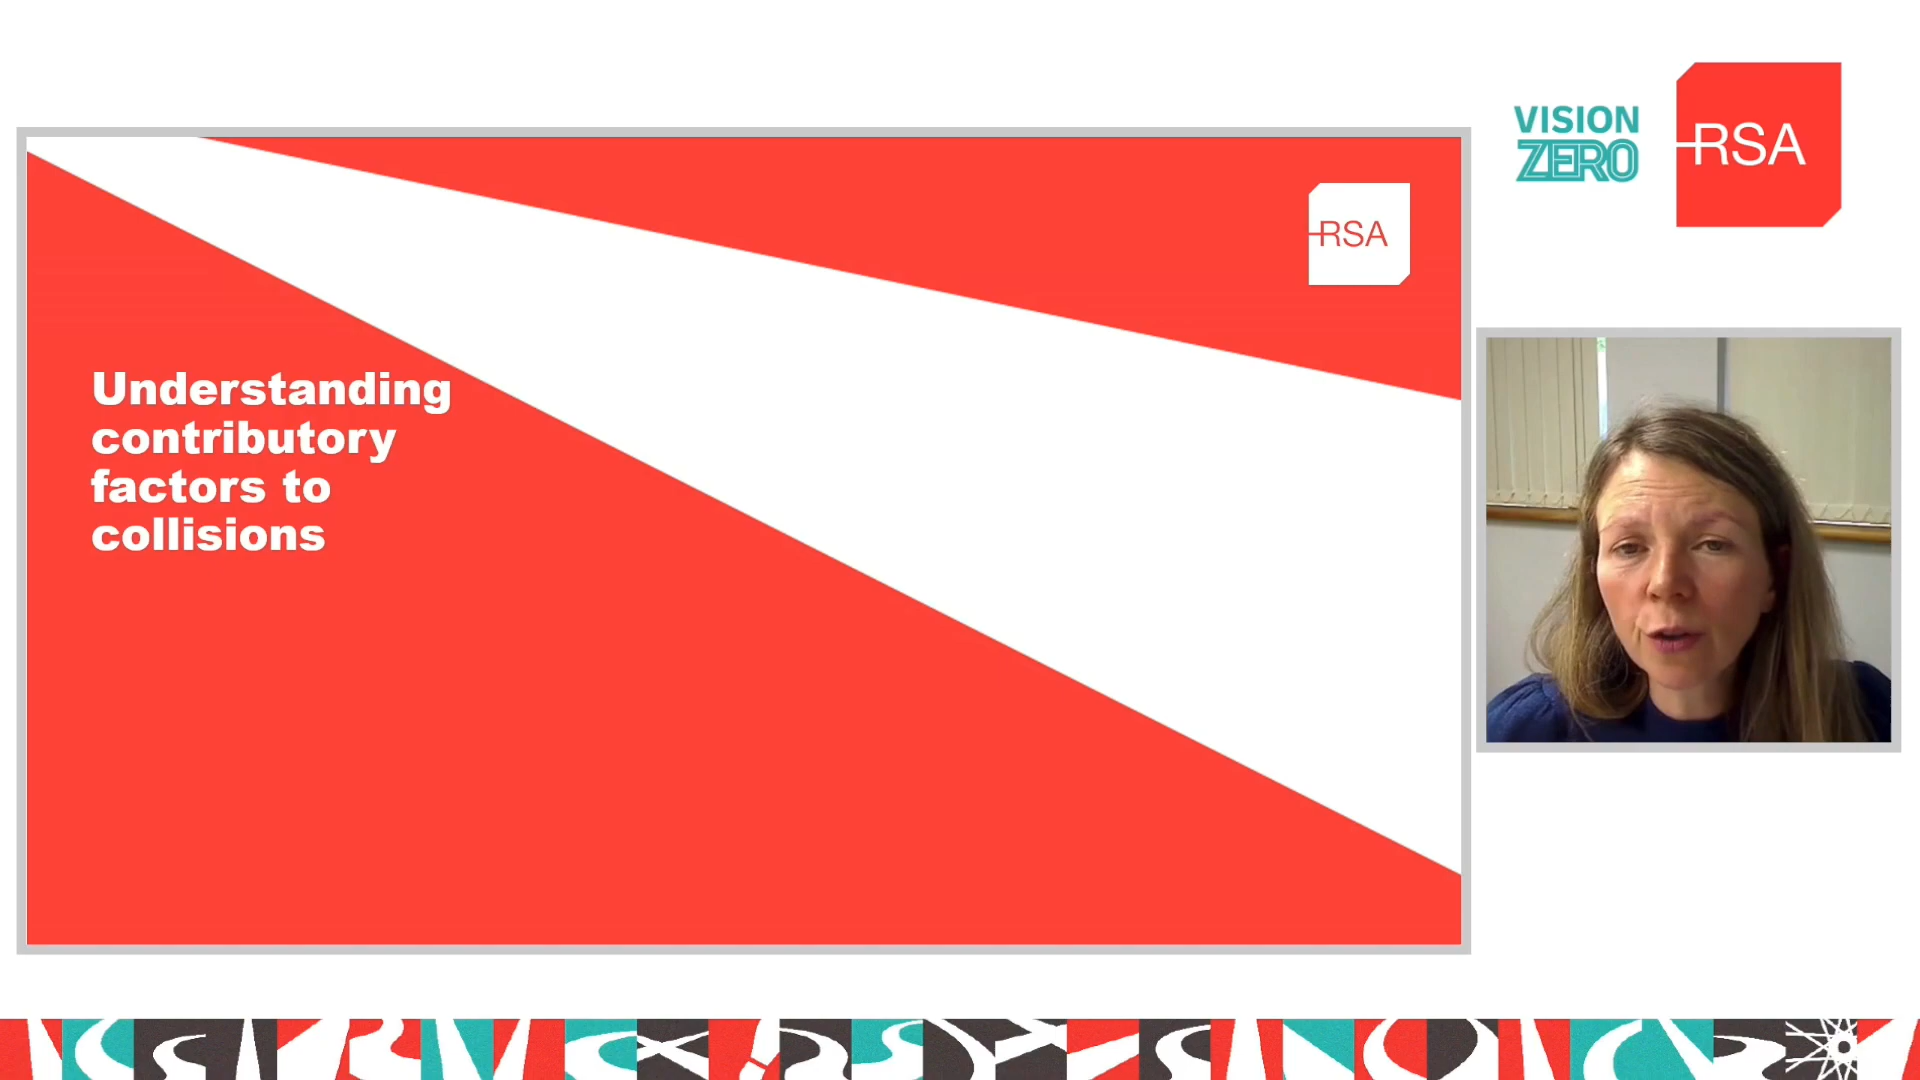 VISION
ZERO
RSA
RSA
Understanding
contributory
factors to
collisions